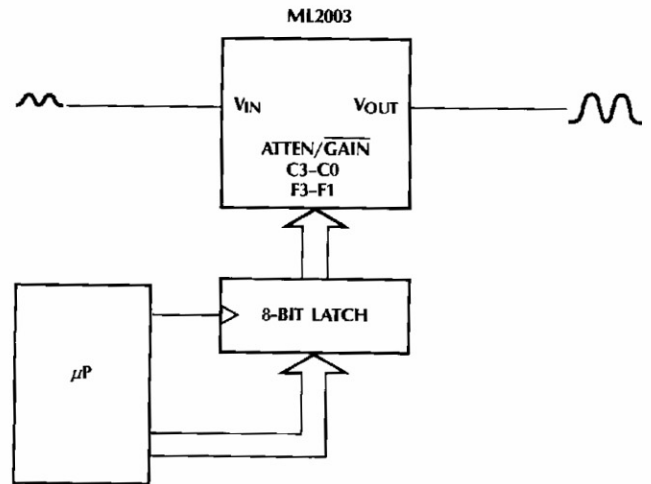 ML2003
VIN
VOUT
ATTEN/GAIN
C3–C0
F3–F1
8-BIT LATCH
μP